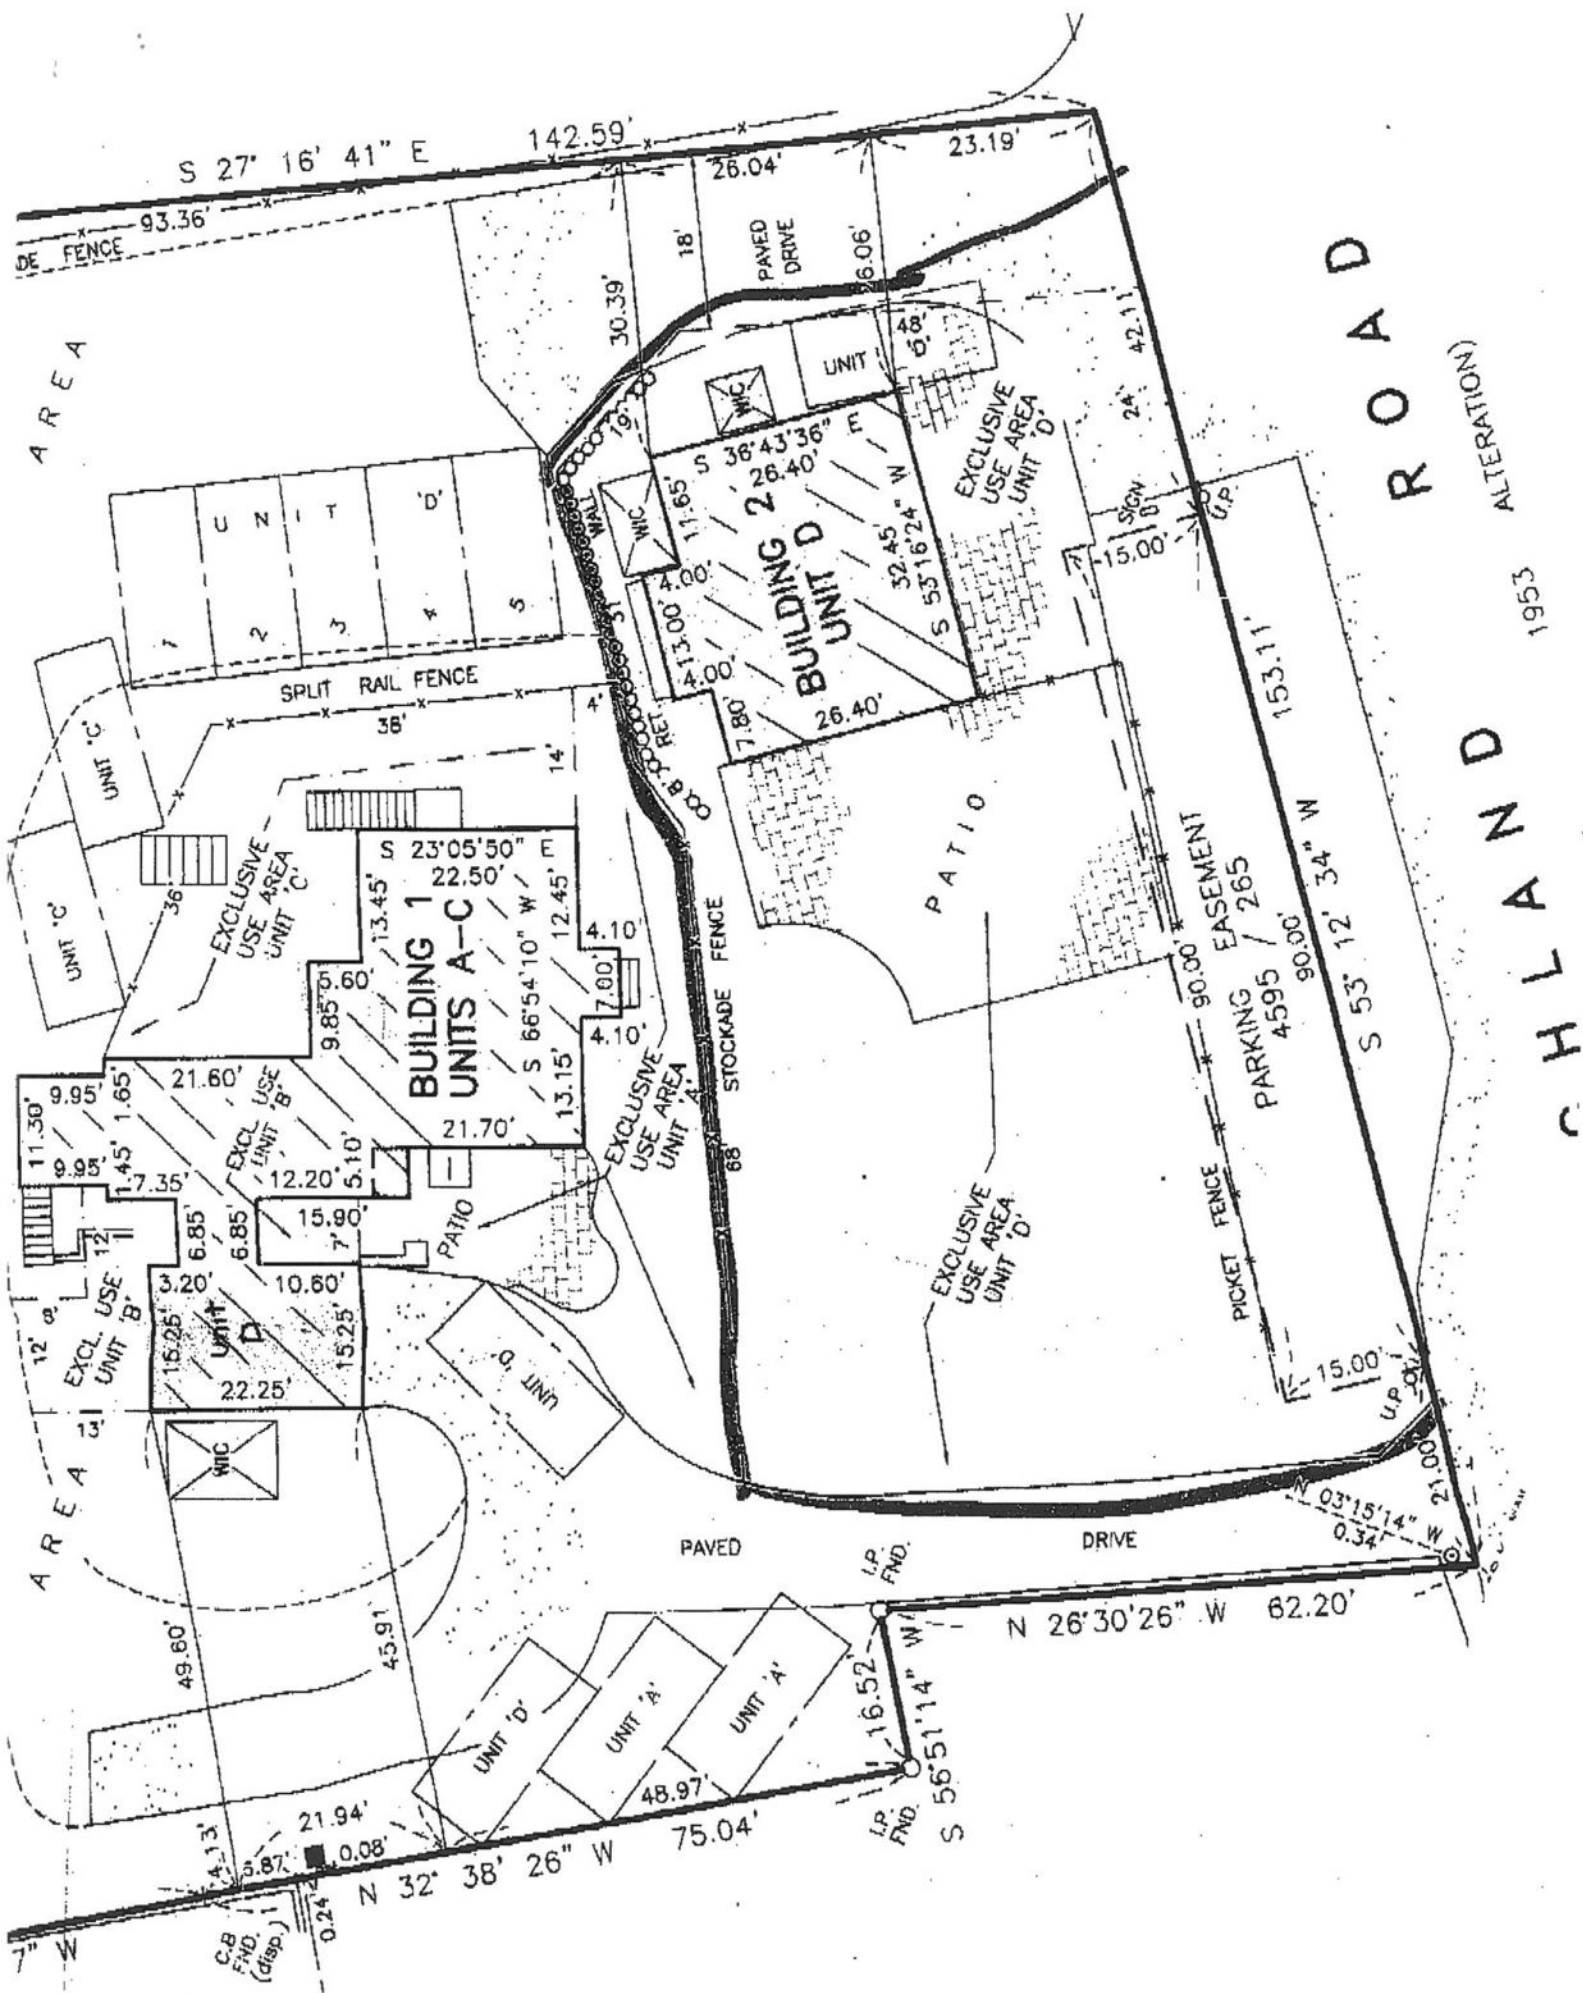 S 27° 16' 41" E
142.59'
93.36'
26.04'
23.19'
DE FENCE
AREA
18'
PAVED
DRIVE
30.39'
48'
'D'
UNIT
WIC
19'
S 36°43'36" E
26.40'
EXCLUSIVE
USE AREA
UNIT
'D'
42.11'
24'
WALL
WIC
11.65'
BUILDING 2
UNIT D
32.45'
S 53°16'24" W
SIGN
15.00'
U.P.
UNIT
'D'
1
2
3
4
5
4.00'
13.00'
4.00'
31'
7.80'
26.40'
RET.
8'
SPLIT RAIL FENCE
38'
4'
14'
UNIT 'C'
UNIT 'C'
36'
EXCLUSIVE
USE AREA
UNIT 'C'
S 23°05'50" E
22.50'
13.45'
BUILDING 1
UNITS A-C
S 66°54'10" W
12.45'
4.10'
7.00'
4.10'
5.60'
9.85'
13.15'
21.70'
STOCKADE FENCE
68'
PATIO
EXCLUSIVE
USE AREA
UNIT 'A'
EXCLUSIVE
USE AREA
UNIT 'D'
153.11'
S 53° 12' 34" W
90.00'
90.00'
PARKING EASEMENT
4595 / 265
PICKET FENCE
15.00'
U.P.
21.00'
ROAD
HLAND
1953 ALTERATION)
9.95'
1.65'
21.60'
11.30'
9.95'
1.45'
7.35'
EXCL. USE
UNIT 'B'
12.20'
5.10'
6.85'
6.85'
15.90'
7'
PATIO
12'
8'
12'
EXCL. USE
UNIT 'B'
3.20'
10.60'
15.25'
UNIT
D
15.25'
22.25'
13'
WIC
UNIT
'D'
AREA
49.60'
45.91
PAVED
DRIVE
N 03°15'14" W
0.34'
I.P.
FND.
N 26°30'26" W
62.20'
16.52'
S 56°51'14" W
I.P.
FND.
UNIT 'D'
UNIT 'A'
UNIT 'A'
48.97'
75.04'
N 32° 38' 26" W
21.94'
0.08'
4.13'
0.24'
C.B
FND.
(disp.)
7" W